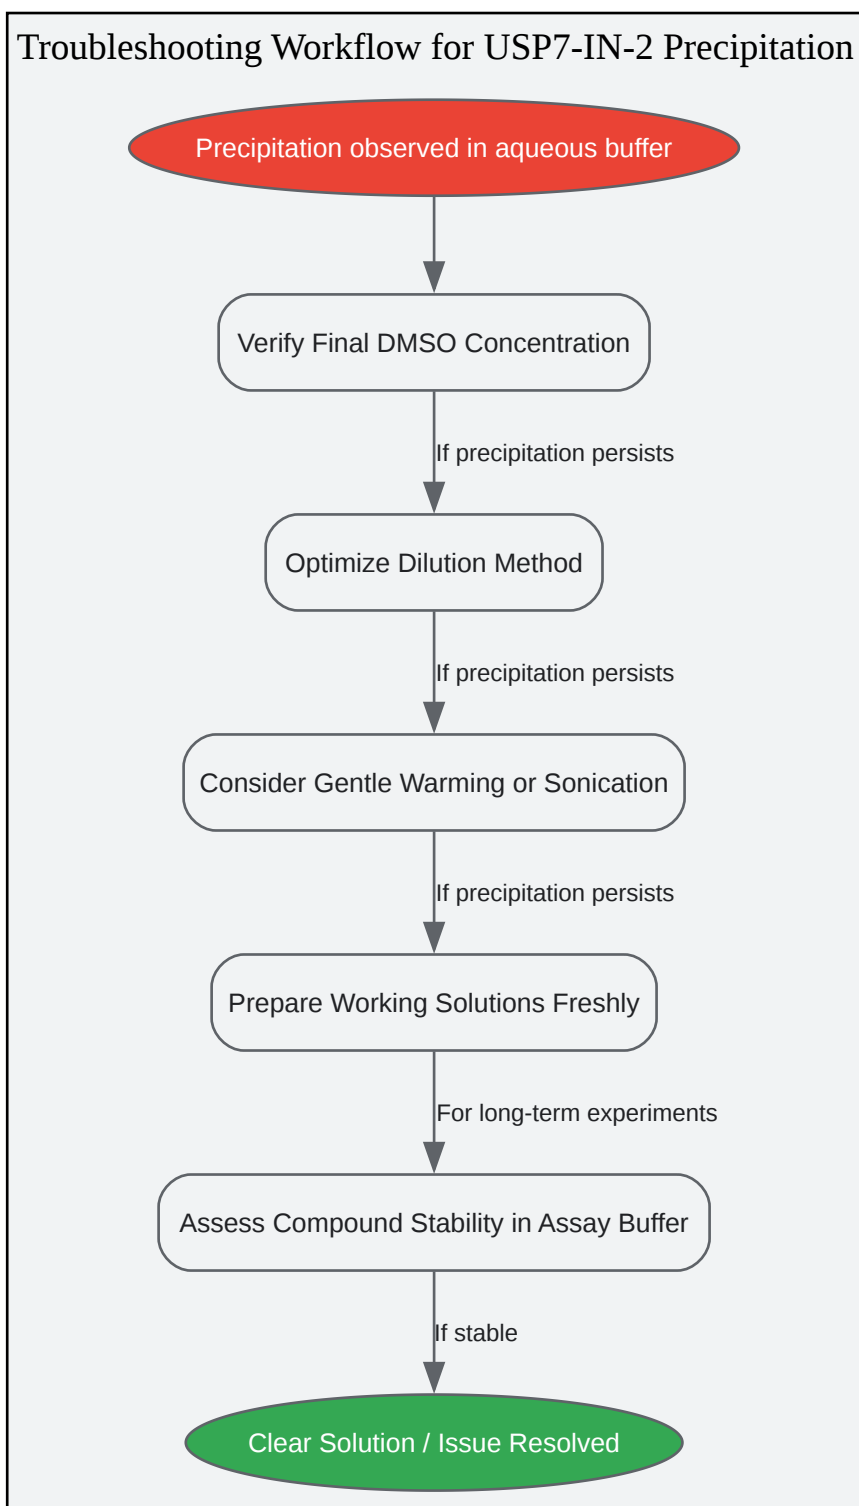 Troubleshooting Workflow for USP7-IN-2 Precipitation
Precipitation observed in aqueous buffer
Verify Final DMSO Concentration
If precipitation persists
Optimize Dilution Method
If precipitation persists
Consider Gentle Warming or Sonication
If precipitation persists
Prepare Working Solutions Freshly
For long-term experiments
Assess Compound Stability in Assay Buffer
If stable
Clear Solution / Issue Resolved